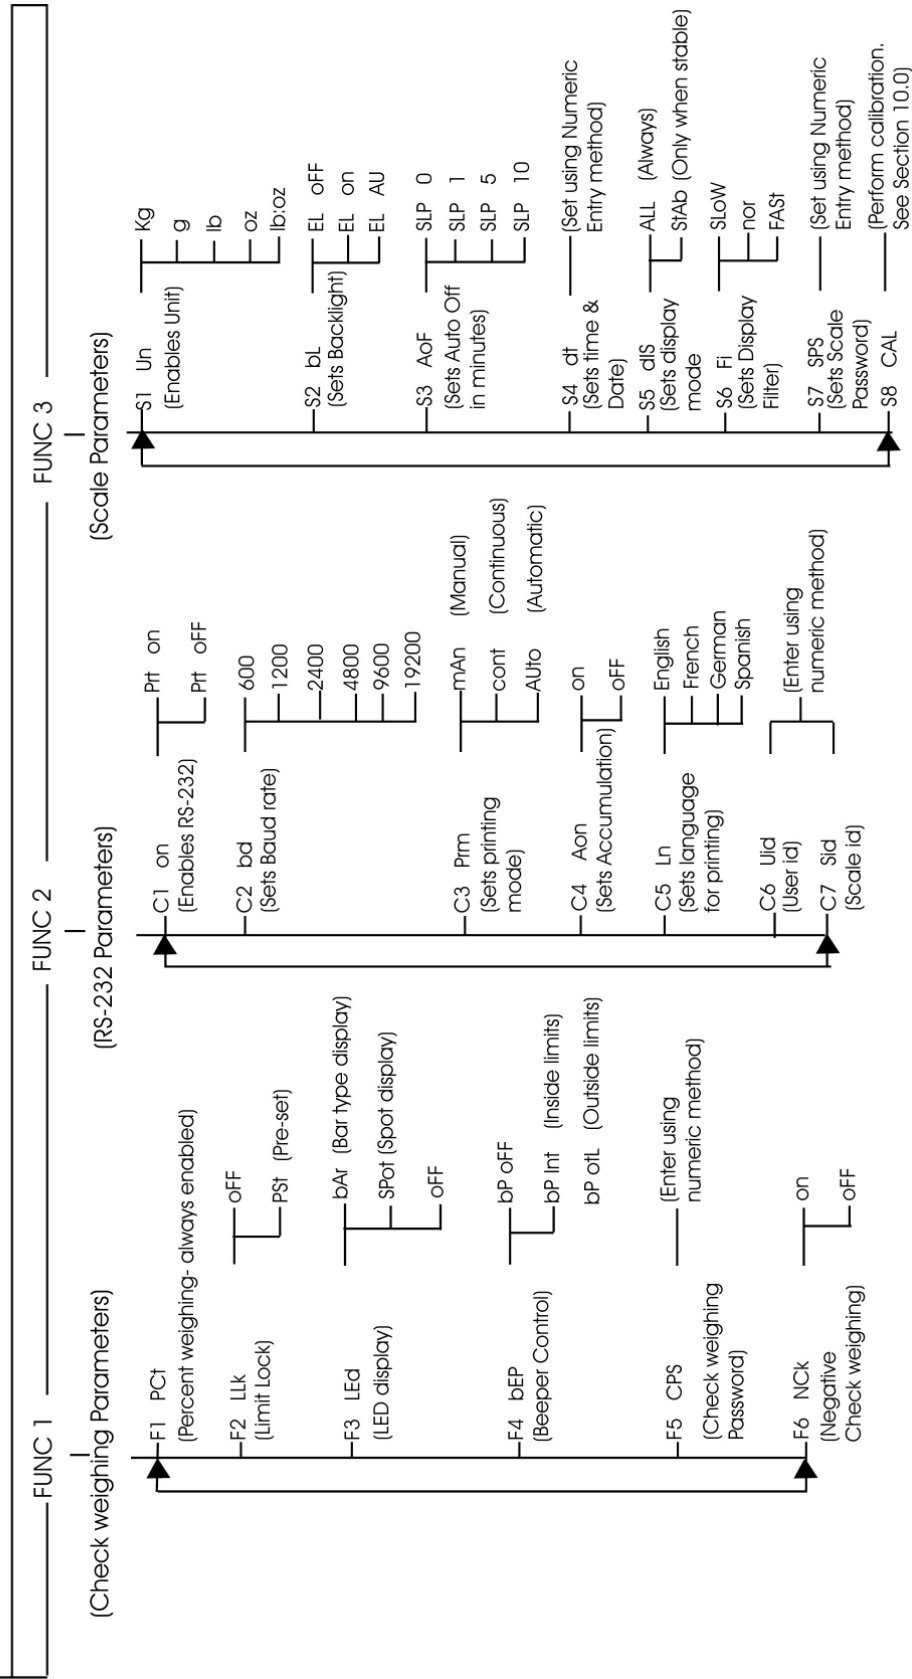 FUNC 1
(Check weighing Parameters)
F1 PCt
(Percent weighing- always enabled)
F2 LLk
(Limit Lock)
oFF
PSt (Pre-set)
F3 LEd
(LED display)
bAr (Bar type display)
SPot (Spot display)
oFF
F4 bEP
(Beeper Control)
bP oFF
bP Int (Inside limits)
bP otL (Outside limits)
F5 CPS
(Check weighing
Password)
(Enter using
numeric method)
F6 NCk
(Negative
Check weighing)
on
oFF
FUNC 2
(RS-232 Parameters)
C1 on
(Enables RS-232)
Prt on
Prt oFF
C2 bd
(Sets Baud rate)
600
1200
2400
4800
9600
19200
C3 Prm
(Sets printing
mode)
mAn (Manual)
cont (Continuous)
AUto (Automatic)
C4 Aon
(Sets Accumulation)
on
oFF
C5 Ln
(Sets language
for printing)
English
French
German
Spanish
C6 Uid
(User id)
C7 Sid
(Scale id)
(Enter using
numeric method)
FUNC 3
(Scale Parameters)
S1 Un
(Enables Unit)
Kg
g
lb
oz
lb:oz
S2 bL
(Sets Backlight)
EL oFF
EL on
EL AU
S3 AoF
(Sets Auto Off
in minutes)
SLP 0
SLP 1
SLP 5
SLP 10
S4 dt
(Sets time &
Date)
(Set using Numeric
Entry method)
S5 dIS
(Sets display
mode
ALL (Always)
StAb (Only when stable)
S6 Fi
(Sets Display
Filter)
SLoW
nor
FASt
S7 SPS
(Sets Scale
Password)
(Set using Numeric
Entry method)
S8 CAL
(Perform calibration.
See Section 10.0)